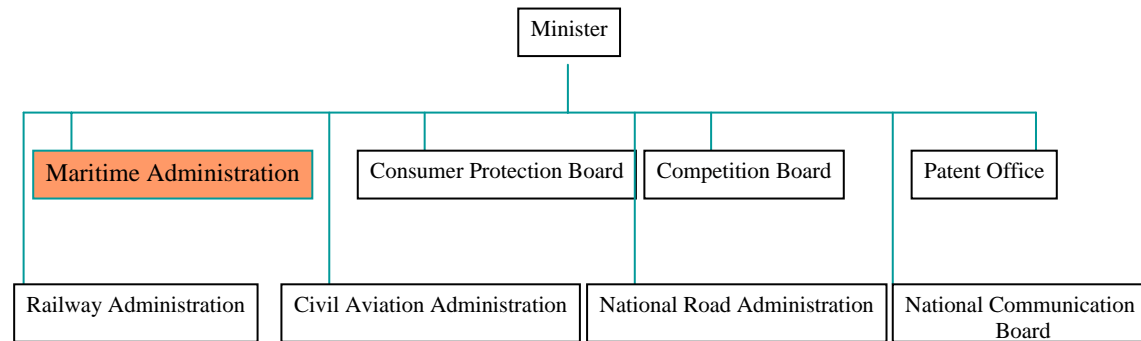 Minister
Maritime Administration
Consumer Protection Board
Competition Board
Patent Office
Railway Administration
Civil Aviation Administration
National Road Administration
National Communication
Board